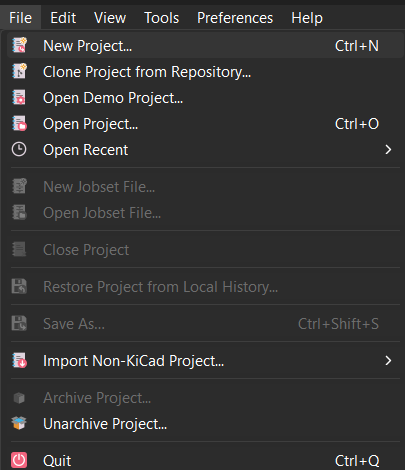 File Edit View Tools Preferences Help
New Project... Ctrl+N
Clone Project from Repository...
Open Demo Project...
Open Project... Ctrl+O
Open Recent
New Jobset File...
Open Jobset File...
Close Project
Restore Project from Local History...
Save As... Ctrl+Shift+S
Import Non-KiCad Project...
Archive Project...
Unarchive Project...
Quit Ctrl+Q